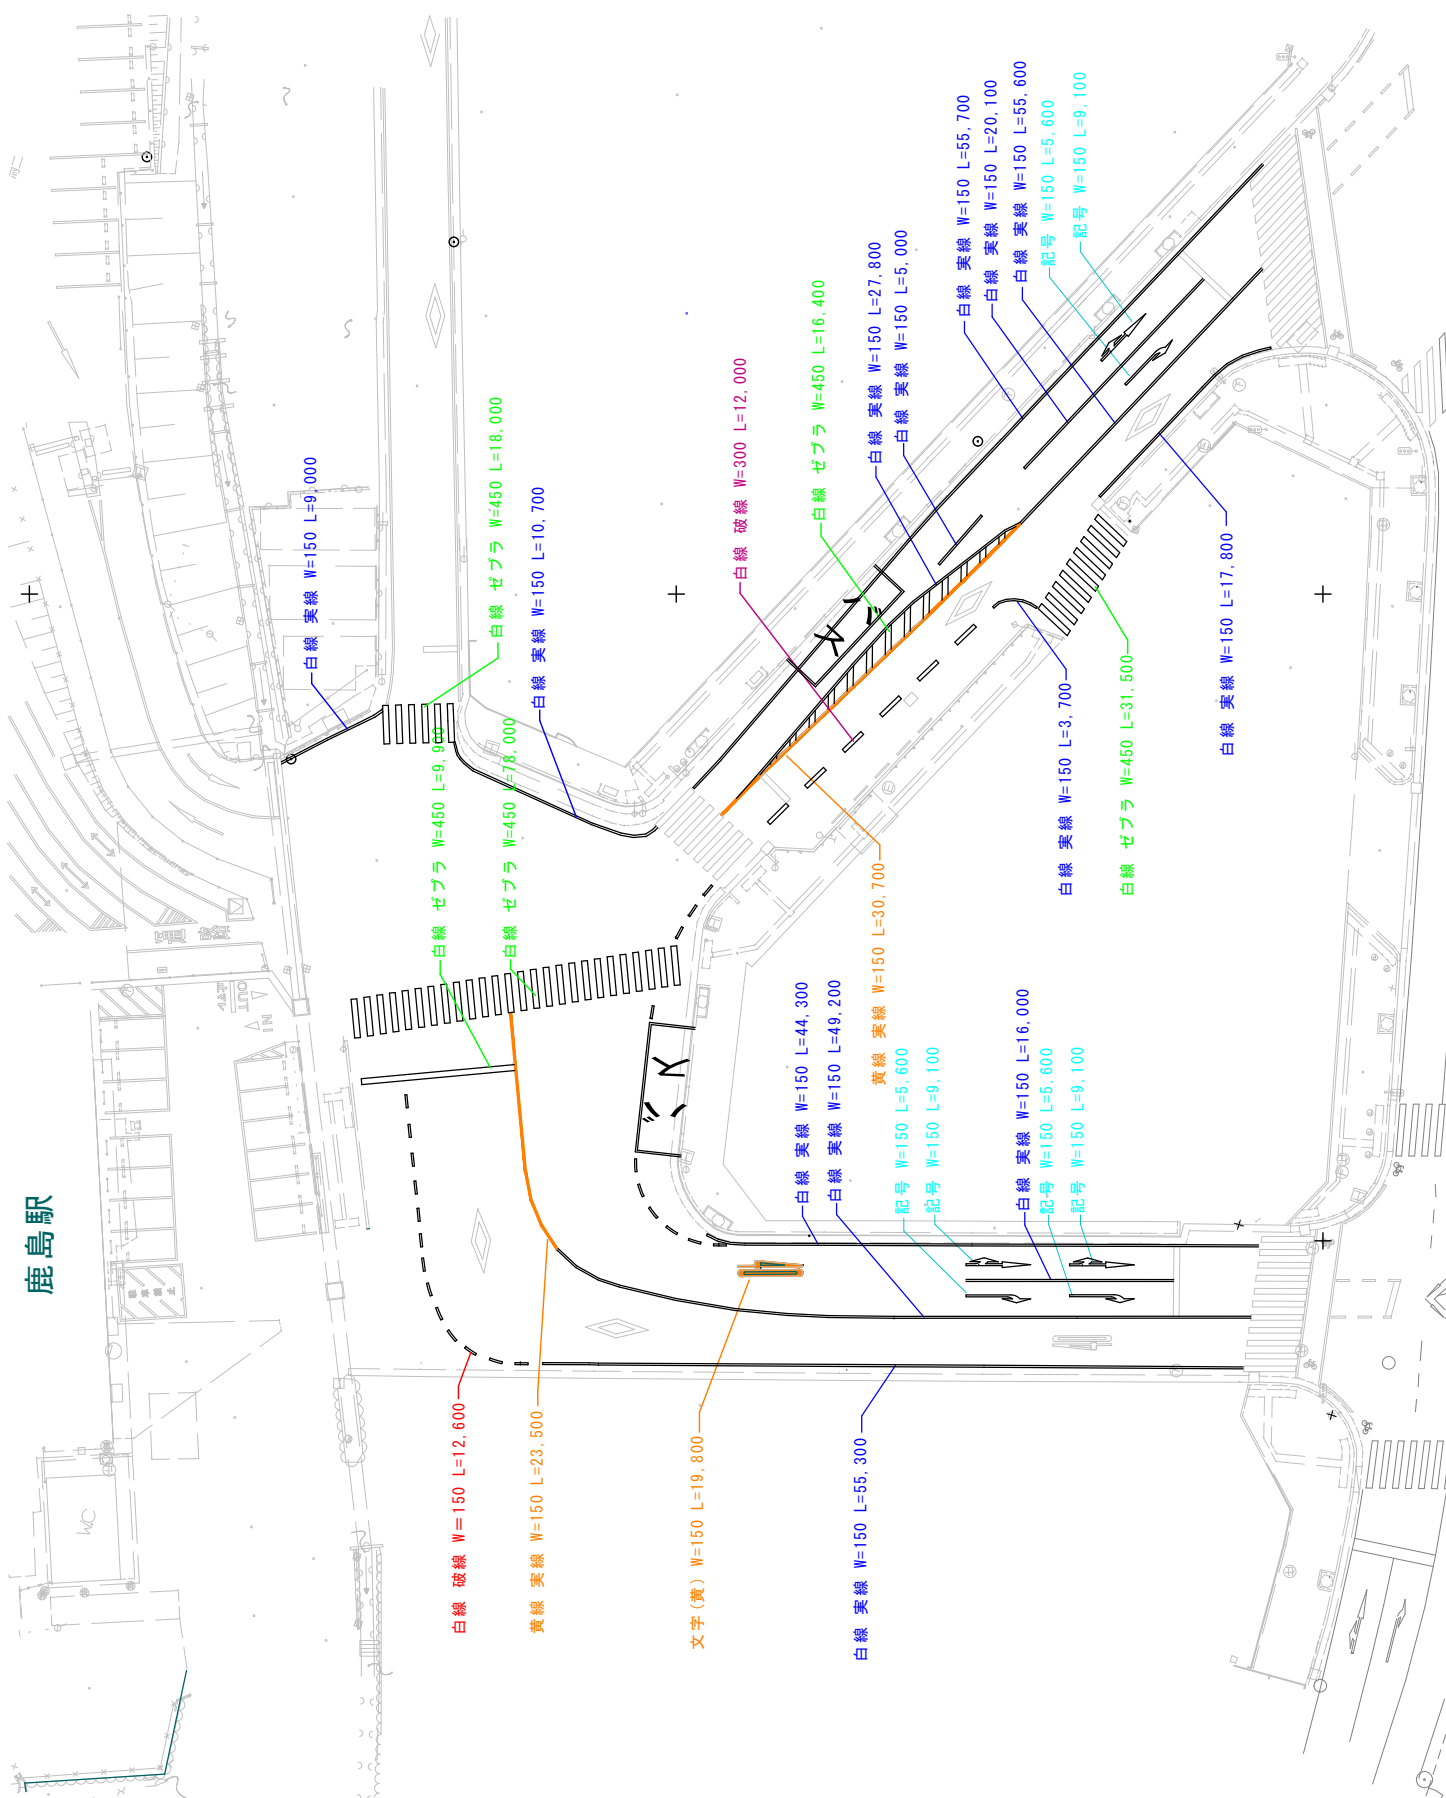 鹿島駅
白線 実線 W=150 L=9,000
白線 ゼブラ W=450 L=18,000
白線 実線 W=150 L=10,700
白線 ゼブラ W=450 L=9,900
白線 ゼブラ W=450 L=78,000
白線 破線 W=300 L=12,000
白線 ゼブラ W=450 L=16,400
白線 実線 W=150 L=27,800
白線 実線 W=150 L=5,000
白線 実線 W=150 L=55,700
白線 実線 W=150 L=20,100
白線 実線 W=150 L=55,600
記号 W=150 L=5,600
記号 W=150 L=9,100
白線 実線 W=150 L=3,700
白線 ゼブラ W=450 L=31,500
白線 実線 W=150 L=17,800
黄線 実線 W=150 L=30,700
白線 実線 W=150 L=44,300
白線 実線 W=150 L=49,200
記号 W=150 L=5,600
記号 W=150 L=9,100
白線 実線 W=150 L=16,000
記号 W=150 L=5,600
記号 W=150 L=9,100
白線 破線 W=150 L=12,600
黄線 実線 W=150 L=23,500
文字(黄) W=150 L=19,800
白線 実線 W=150 L=55,300
バス
バス
IN
OUT
W.C